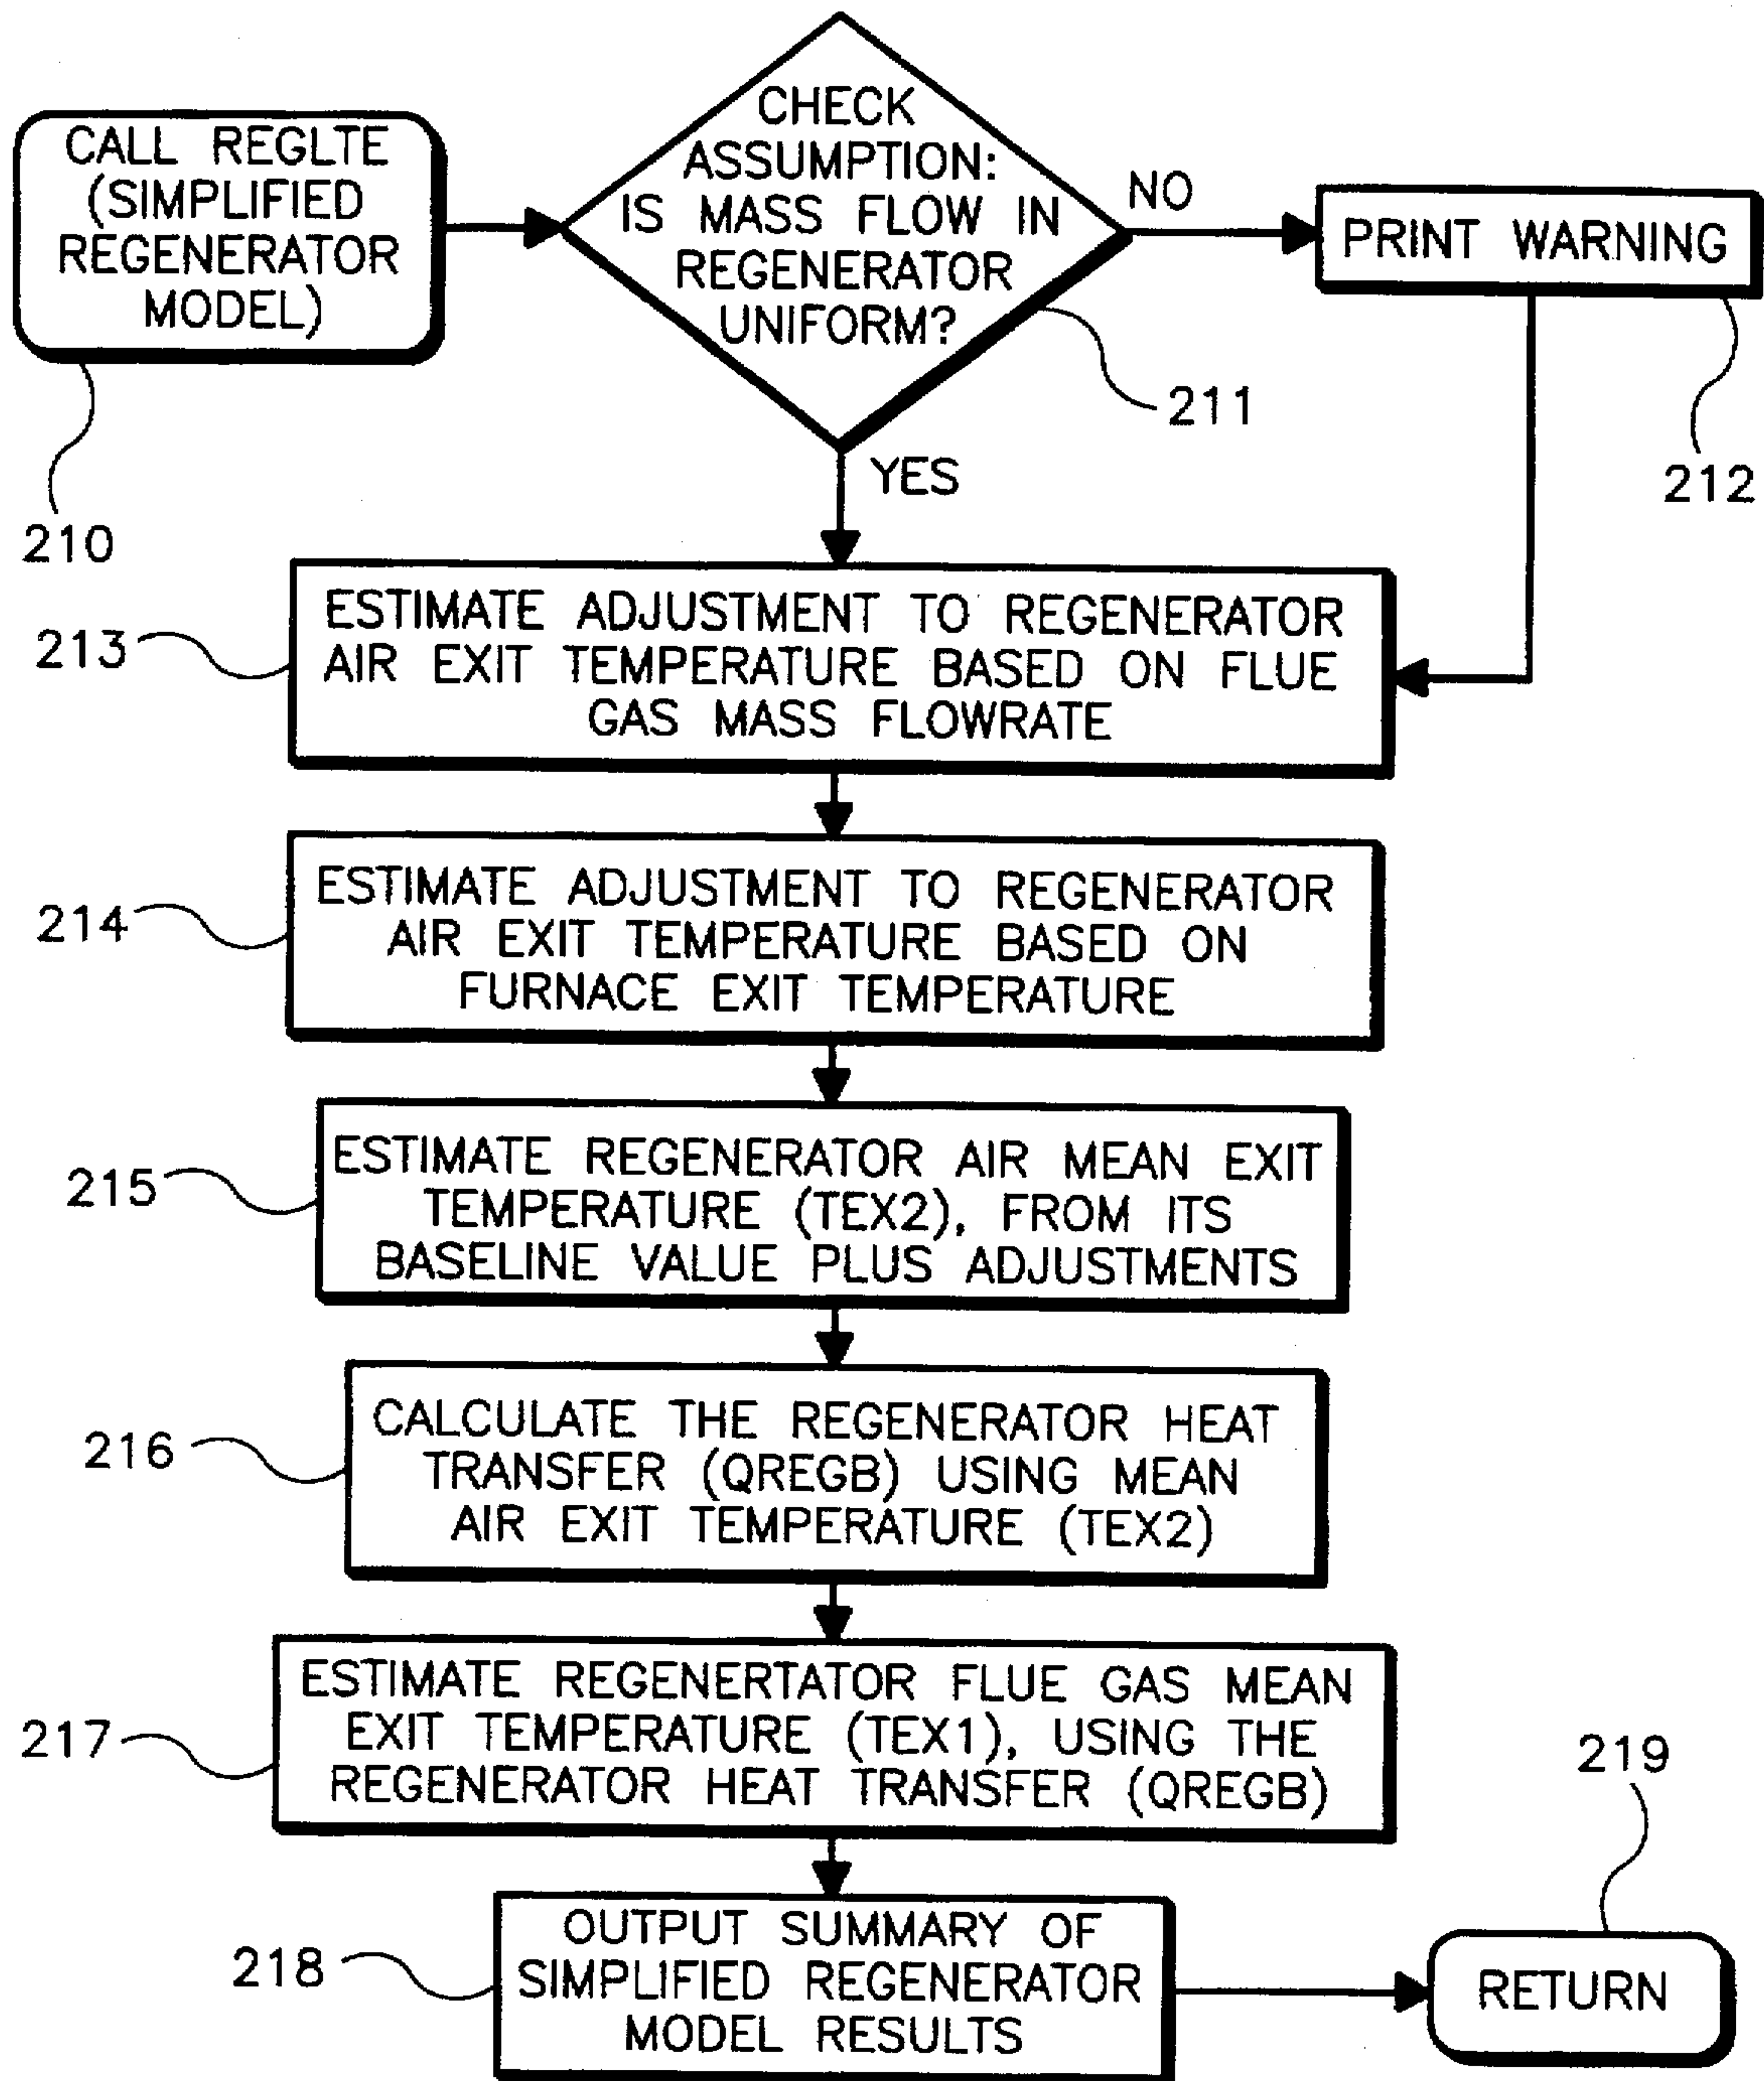 CALL REGLTE
(SIMPLIFIED
REGENERATOR
MODEL)
210
CHECK
ASSUMPTION:
IS MASS FLOW IN
REGENERATOR
UNIFORM?
211
NO
PRINT WARNING
212
YES
ESTIMATE ADJUSTMENT TO REGENERATOR
AIR EXIT TEMPERATURE BASED ON FLUE
GAS MASS FLOWRATE
213
ESTIMATE ADJUSTMENT TO REGENERATOR
AIR EXIT TEMPERATURE BASED ON
FURNACE EXIT TEMPERATURE
214
ESTIMATE REGENERATOR AIR MEAN EXIT
TEMPERATURE (TEX2), FROM ITS
BASELINE VALUE PLUS ADJUSTMENTS
215
CALCULATE THE REGENERATOR HEAT
TRANSFER (QREGB) USING MEAN
AIR EXIT TEMPERATURE (TEX2)
216
ESTIMATE REGENERTATOR FLUE GAS MEAN
EXIT TEMPERATURE (TEX1), USING THE
REGENERATOR HEAT TRANSFER (QREGB)
217
OUTPUT SUMMARY OF
SIMPLIFIED REGENERATOR
MODEL RESULTS
218
RETURN
219